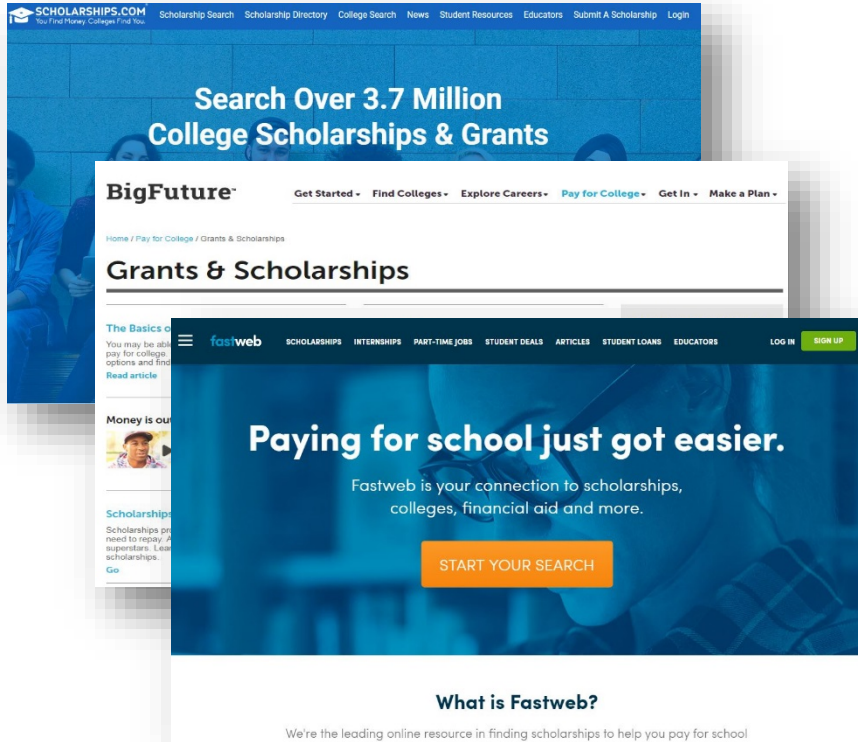 SCHOLARSHIPS.COM
You Find Money. Colleges Find You.
Scholarship Search Scholarship Directory College Search News Student Resources Educators Submit A Scholarship Login
Search Over 3.7 Million
College Scholarships & Grants
BigFuture™
Get Started Find Colleges Explore Careers Pay for College Get In Make a Plan
Home / Pay for College / Grants & Scholarships
Grants & Scholarships
The Basics o
You may be able
pay for college.
options and find
Read article
Money is ou
Scholarships
Scholarships pr
need to repay. A
superstars. Lear
scholarships.
Go
fastweb
SCHOLARSHIPS INTERNSHIPS PART-TIME JOBS STUDENT DEALS ARTICLES STUDENT LOANS EDUCATORS LOG IN SIGN UP
Paying for school just got easier.
Fastweb is your connection to scholarships,
colleges, financial aid and more.
START YOUR SEARCH
What is Fastweb?
We're the leading online resource in finding scholarships to help you pay for school